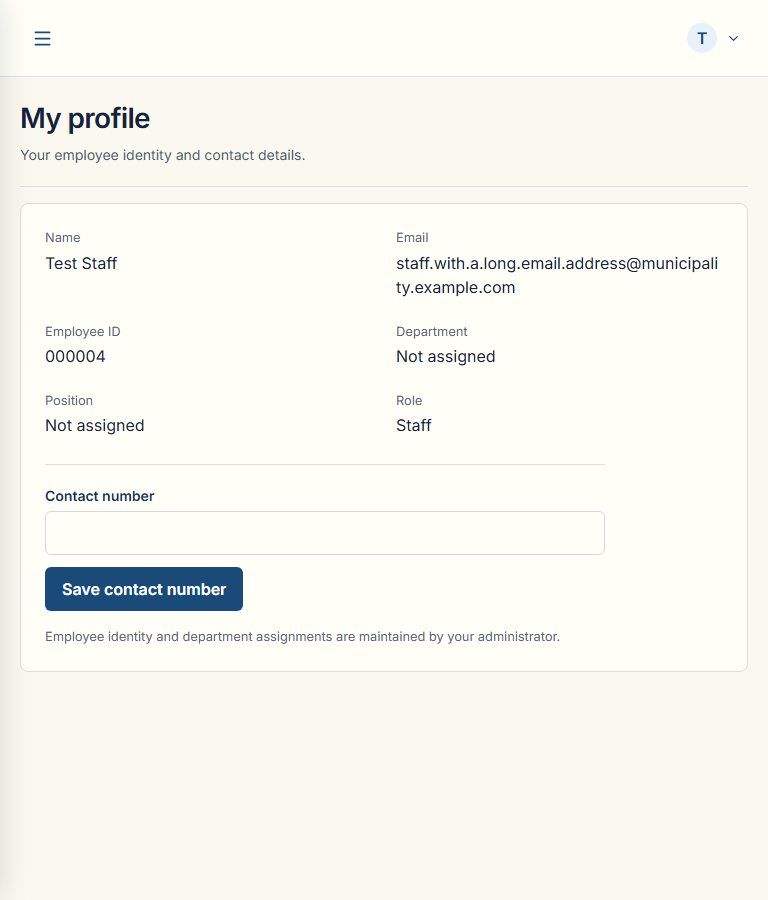 T
My profile
Your employee identity and contact details.
Name
Test Staff
Email
staff.with.a.long.email.address@municipali
ty.example.com
Employee ID
000004
Department
Not assigned
Position
Not assigned
Role
Staff
Contact number
Save contact number
Employee identity and department assignments are maintained by your administrator.